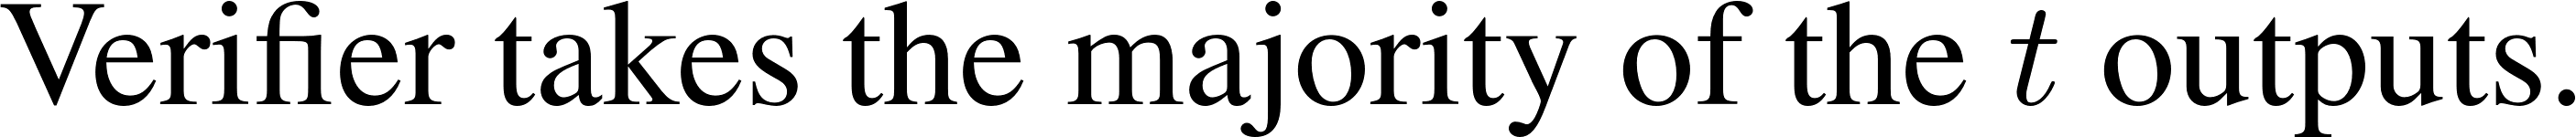 Verifier takes the majority of the t outputs.